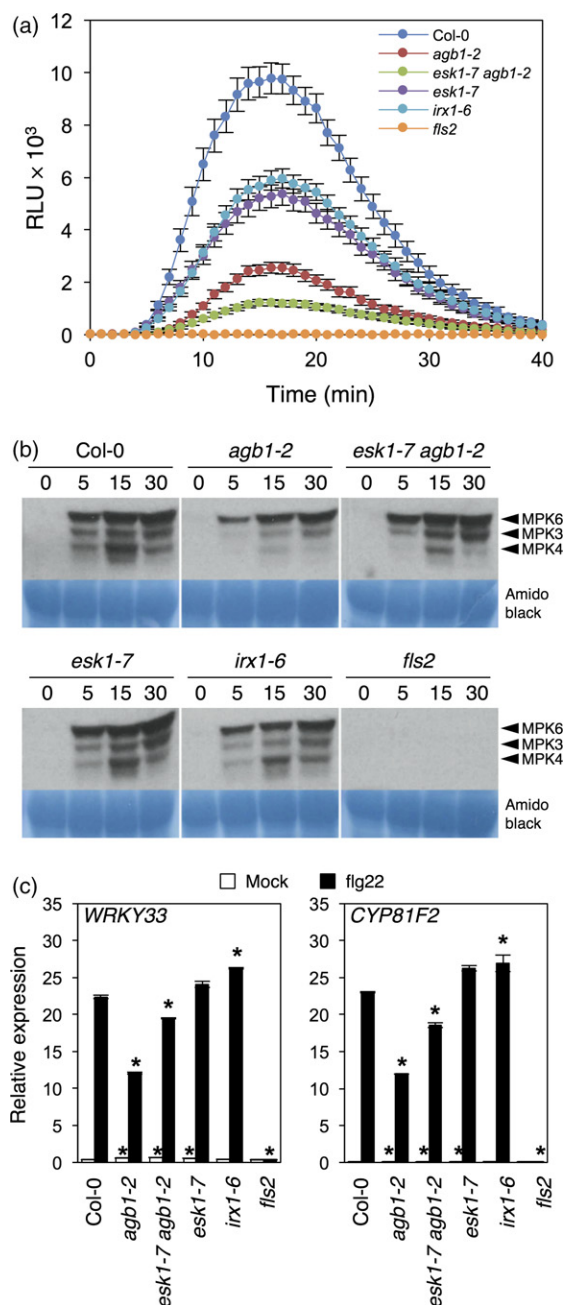 (a)
12
10
8
6
4
2
0
RLU × 10³
Col-0
agb1-2
esk1-7 agb1-2
esk1-7
irx1-6
fls2
0 10 20 30 40
Time (min)
(b)
Col-0 agb1-2 esk1-7 agb1-2
0 5 15 30 0 5 15 30 0 5 15 30
MPK6
MPK3
MPK4
Amido
black
esk1-7 irx1-6 fls2
0 5 15 30 0 5 15 30 0 5 15 30
MPK6
MPK3
MPK4
Amido
black
(c)
Mock flg22
WRKY33 CYP81F2
35 35
30 30
25 25
20 20
15 15
10 10
5 5
0 0
Relative expression
* * * * * * *
* * * * * * *
Col-0 agb1-2 esk1-7 agb1-2 esk1-7 irx1-6 fls2
Col-0 agb1-2 esk1-7 agb1-2 esk1-7 irx1-6 fls2